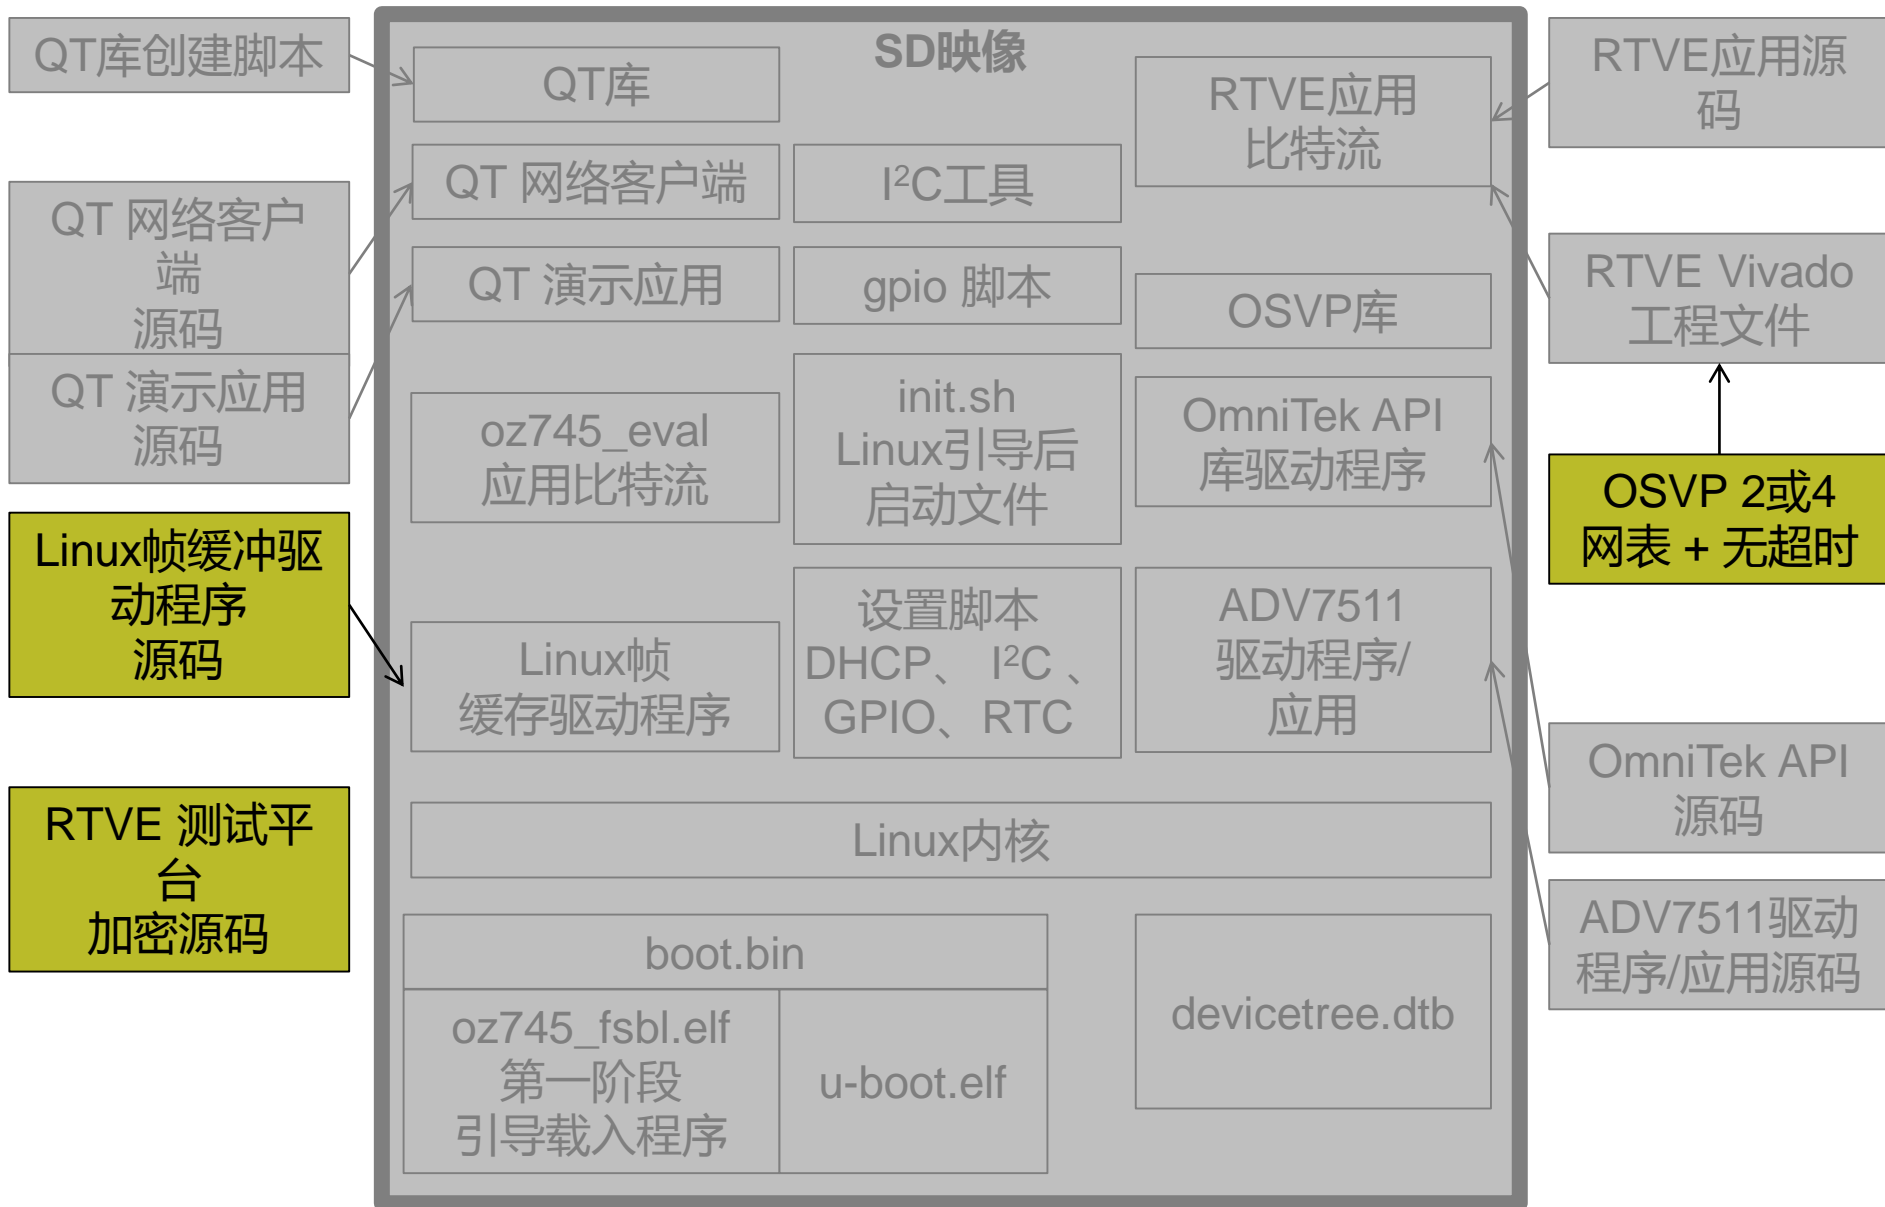 QT库创建脚本
QT 网络客户
端
源码
QT 演示应用
源码
Linux帧缓冲驱
动程序
源码
RTVE 测试平
台
加密源码
SD映像
QT库
QT 网络客户端
QT 演示应用
oz745_eval
应用比特流
Linux帧
缓存驱动程序
I²C工具
gpio 脚本
init.sh
Linux引导后
启动文件
设置脚本
DHCP、 I²C 、
GPIO、 RTC
RTVE应用
比特流
OSVP库
OmniTek API
库驱动程序
ADV7511
驱动程序/
应用
Linux内核
boot.bin
oz745_fsbl.elf
第一阶段
引导载入程序
u-boot.elf
devicetree.dtb
RTVE应用源
码
RTVE Vivado
工程文件
OSVP 2或4
网表 + 无超时
OmniTek API
源码
ADV7511驱动
程序/应用源码